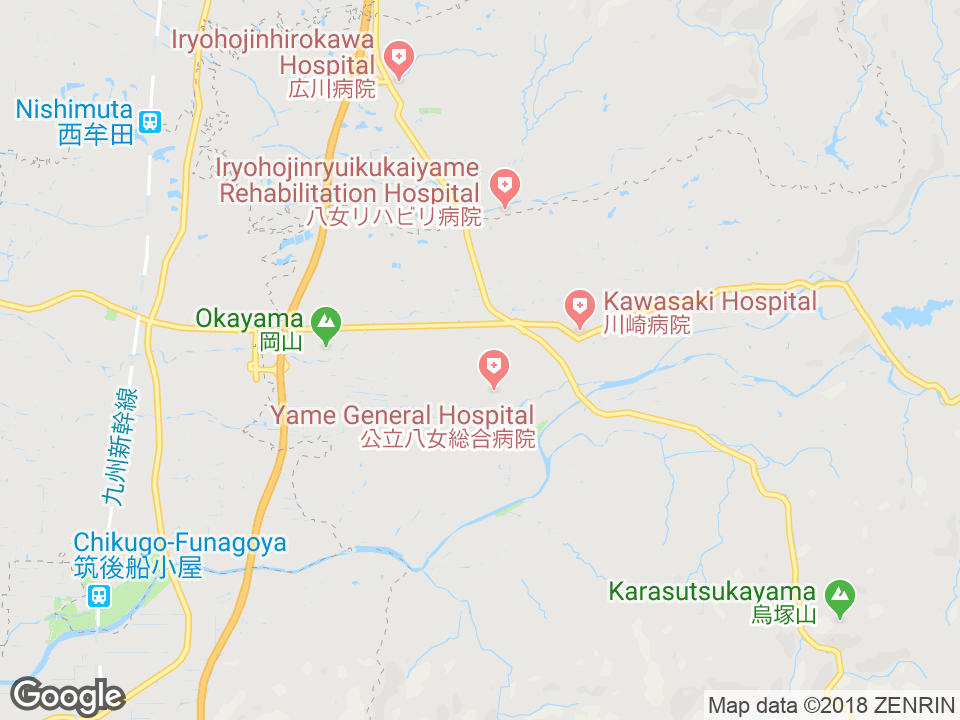 Iryohojinhirokawa
Hospital
広川病院
Nishimuta
西牟田
Iryohojinryuikukaiyame
Rehabilitation Hospital
八女リハビリ病院
Kawasaki Hospital
川崎病院
Okayama
岡山
Yame General Hospital
公立八女総合病院
九州新幹線
Chikugo-Funagoya
筑後船小屋
Karasutsukayama
烏塚山
Google
Map data ©2018 ZENRIN